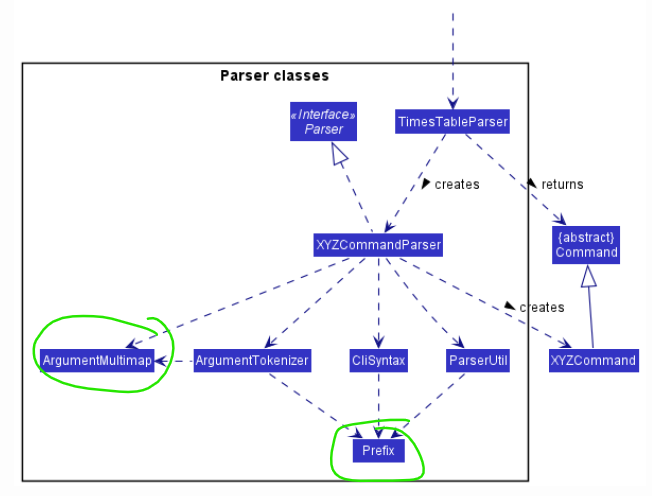 Parser classes
«Interface»
Parser
TimesTableParser
creates
returns
{abstract}
Command
XYZCommandParser
creates
ArgumentMultimap
ArgumentTokenizer
CliSyntax
ParserUtil
XYZCommand
Prefix